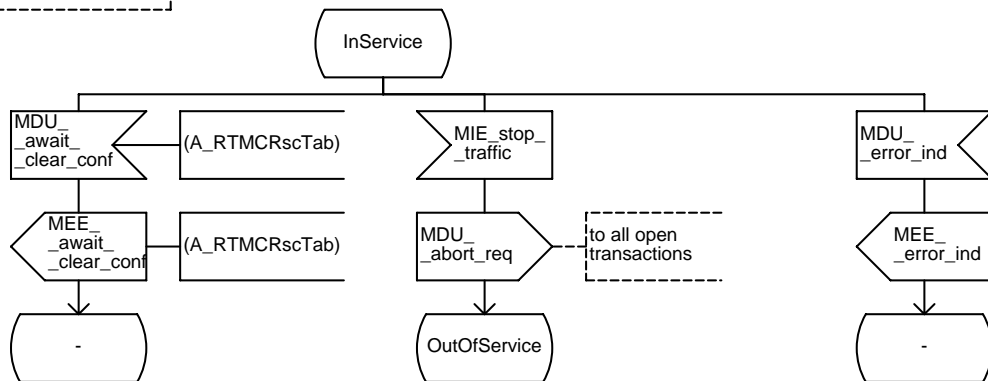 InService
MDU_
_await_
_clear_conf
(A_RTMCRscTab)
MIE_stop_
_traffic
MDU_
_error_ind
MEE_
_await_
_clear_conf
(A_RTMCRscTab)
MDU_
_abort_req
to all open
transactions
MEE_
_error_ind
-
OutOfService
-